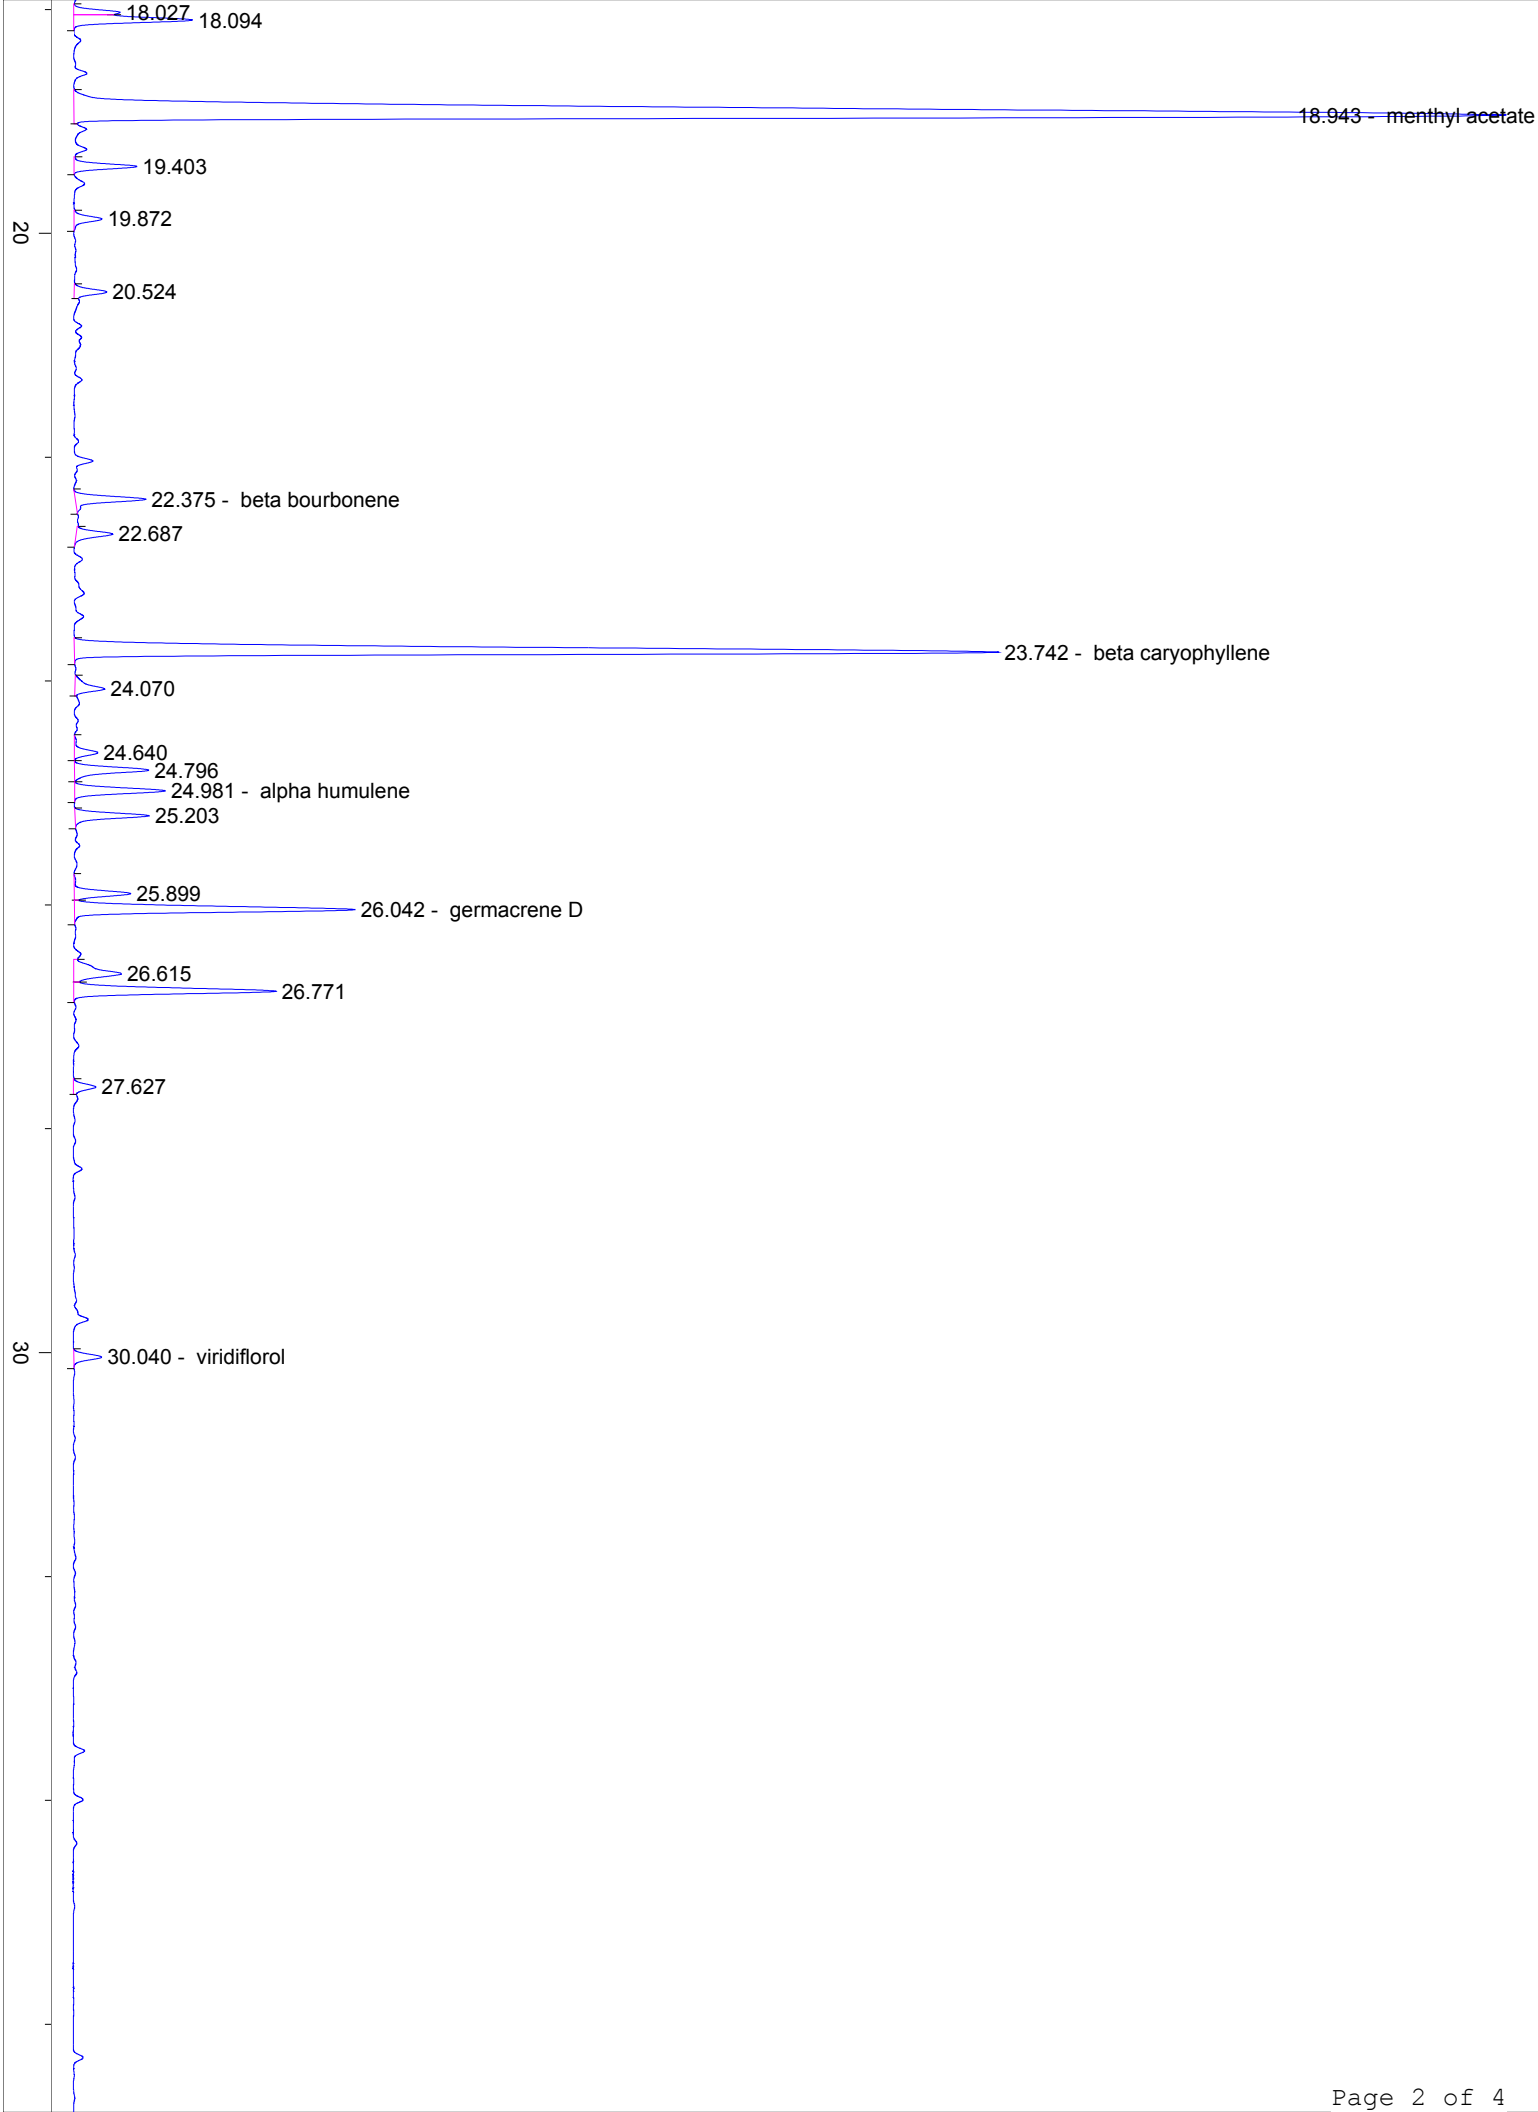 18.027
18.094
18.943 - menthyl acetate
19.403
19.872
20
20.524
22.375 - beta bourbonene
22.687
23.742 - beta caryophyllene
24.070
24.640
24.796
24.981 - alpha humulene
25.203
25.899
26.042 - germacrene D
26.615
26.771
27.627
30
30.040 - viridiflorol
Page 2 of 4